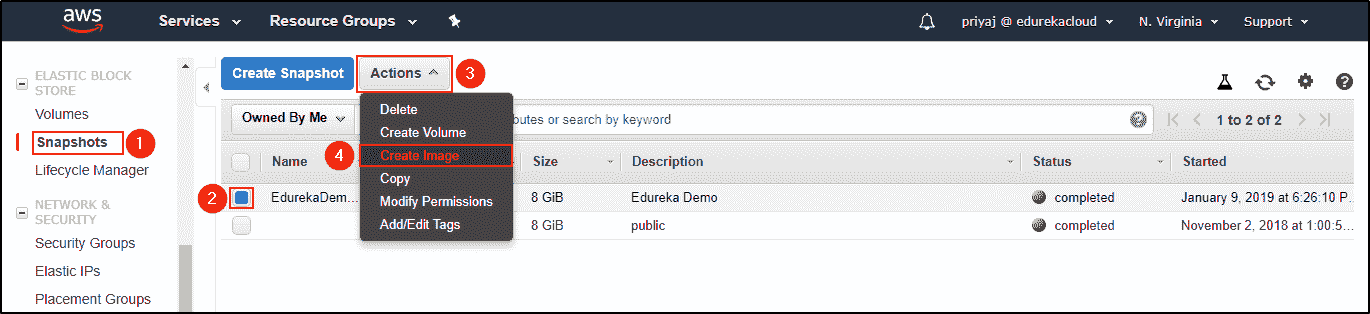 aws Services Resource Groups priyaj @ edurekacloud N. Virginia Support
ELASTIC BLOCK
STORE
Volumes
Snapshots 1
Lifecycle Manager
NETWORK &
SECURITY
Security Groups
Elastic IPs
Placement Groups
Create Snapshot Actions 3
Owned By Me butes or search by keyword 1 to 2 of 2
Delete
Create Volume
4 Create Image
Copy
Modify Permissions
Add/Edit Tags
Name Size Description Status Started
2 EdurekaDem... 8 GiB Edureka Demo completed January 9, 2019 at 6:26:10 P...
8 GiB public completed November 2, 2018 at 1:00:5...